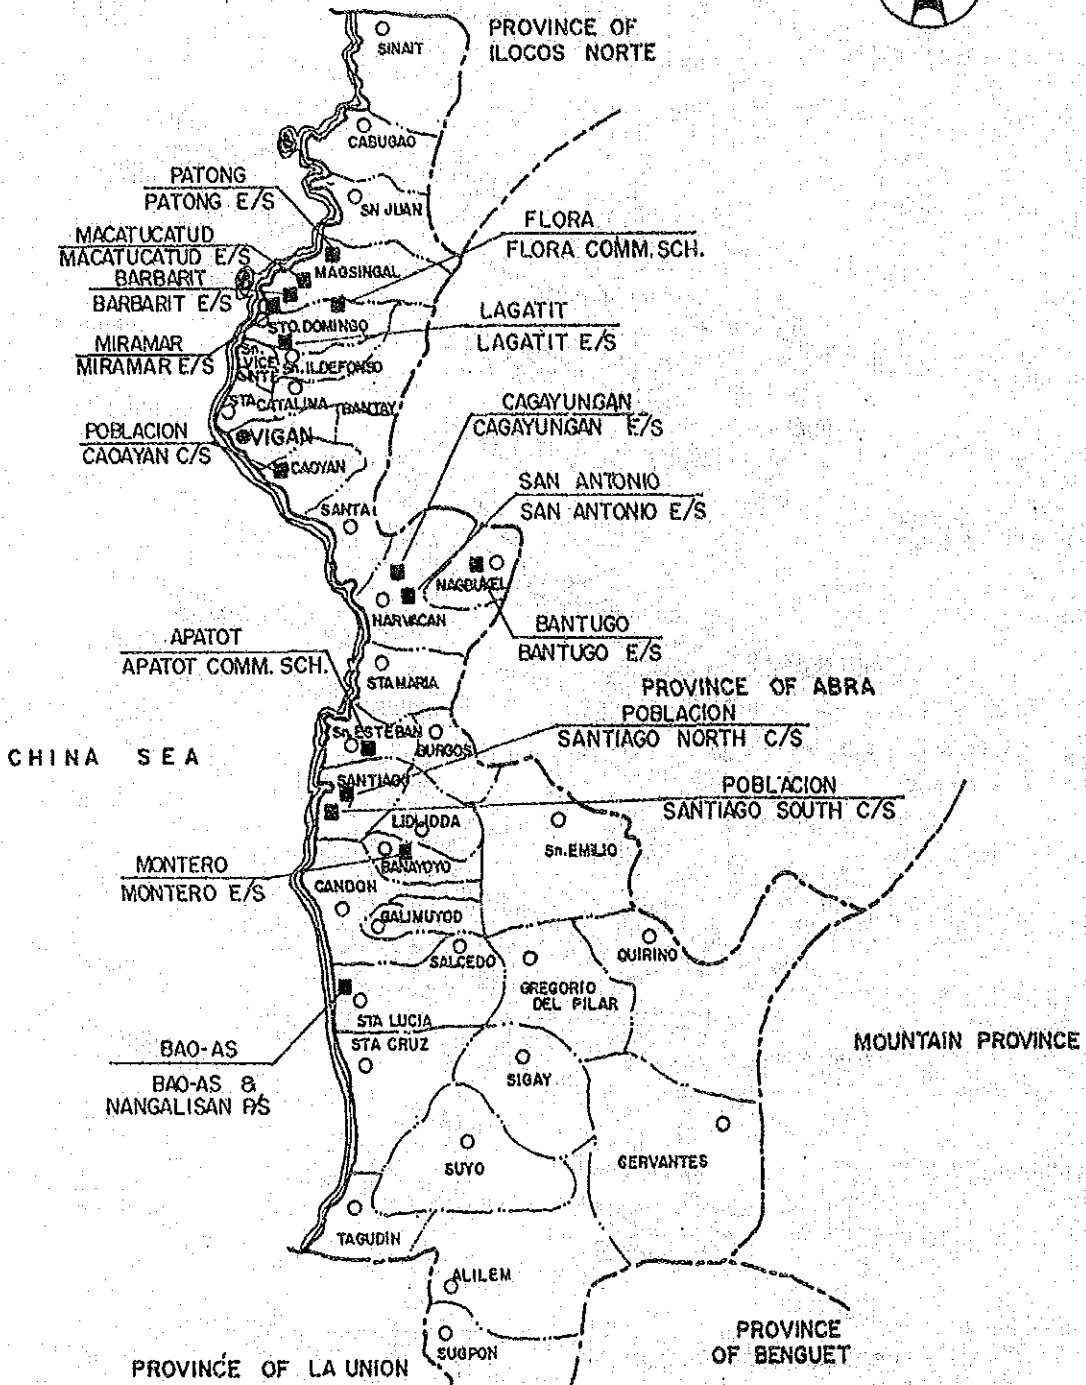 PROVINCE OF
ILOCOS NORTE
SINAIT
CABUGAO
PATONG
PATONG E/S
SN JUAN
FLORA
FLORA COMM. SCH.
MACATUCATUD
MACATUCATUD E/S
MAGSINGAL
BARBARIT
BARBARIT E/S
LAGATIT
LAGATIT E/S
STO. DOMINGO
MIRAMAR
MIRAMAR E/S
Sn.
VICE
NTE
Sn. ILDEFONSO
STA CATALINA
BANTAY
CAGAYUNGAN
CAGAYUNGAN E/S
POBLACION
CAOAYAN C/S
VIGAN
CAOYAN
SAN ANTONIO
SAN ANTONIO E/S
SANTA
NAGBUKEL
NARVACAN
BANTUGO
BANTUGO E/S
APATOT
APATOT COMM. SCH.
STA MARIA
PROVINCE OF ABRA
POBLACION
SANTIAGO NORTH C/S
Sn. ESTEBAN
BURGOS
CHINA SEA
SANTIAGO
POBLACION
SANTIAGO SOUTH C/S
LIDLIDDA
Sn. EMILIO
MONTERO
MONTERO E/S
BANAYOYO
CANDON
GALIMUYOD
SALCEDO
QUIRINO
GREGORIO
DEL PILAR
STA LUCIA
STA CRUZ
MOUNTAIN PROVINCE
BAO-AS
BAO-AS &
NANGALISAN P/S
SIGAY
SUYO
CERVANTES
TAGUDIN
ALILEM
SUGPON
PROVINCE
OF BENGUET
PROVINCE OF LA UNION